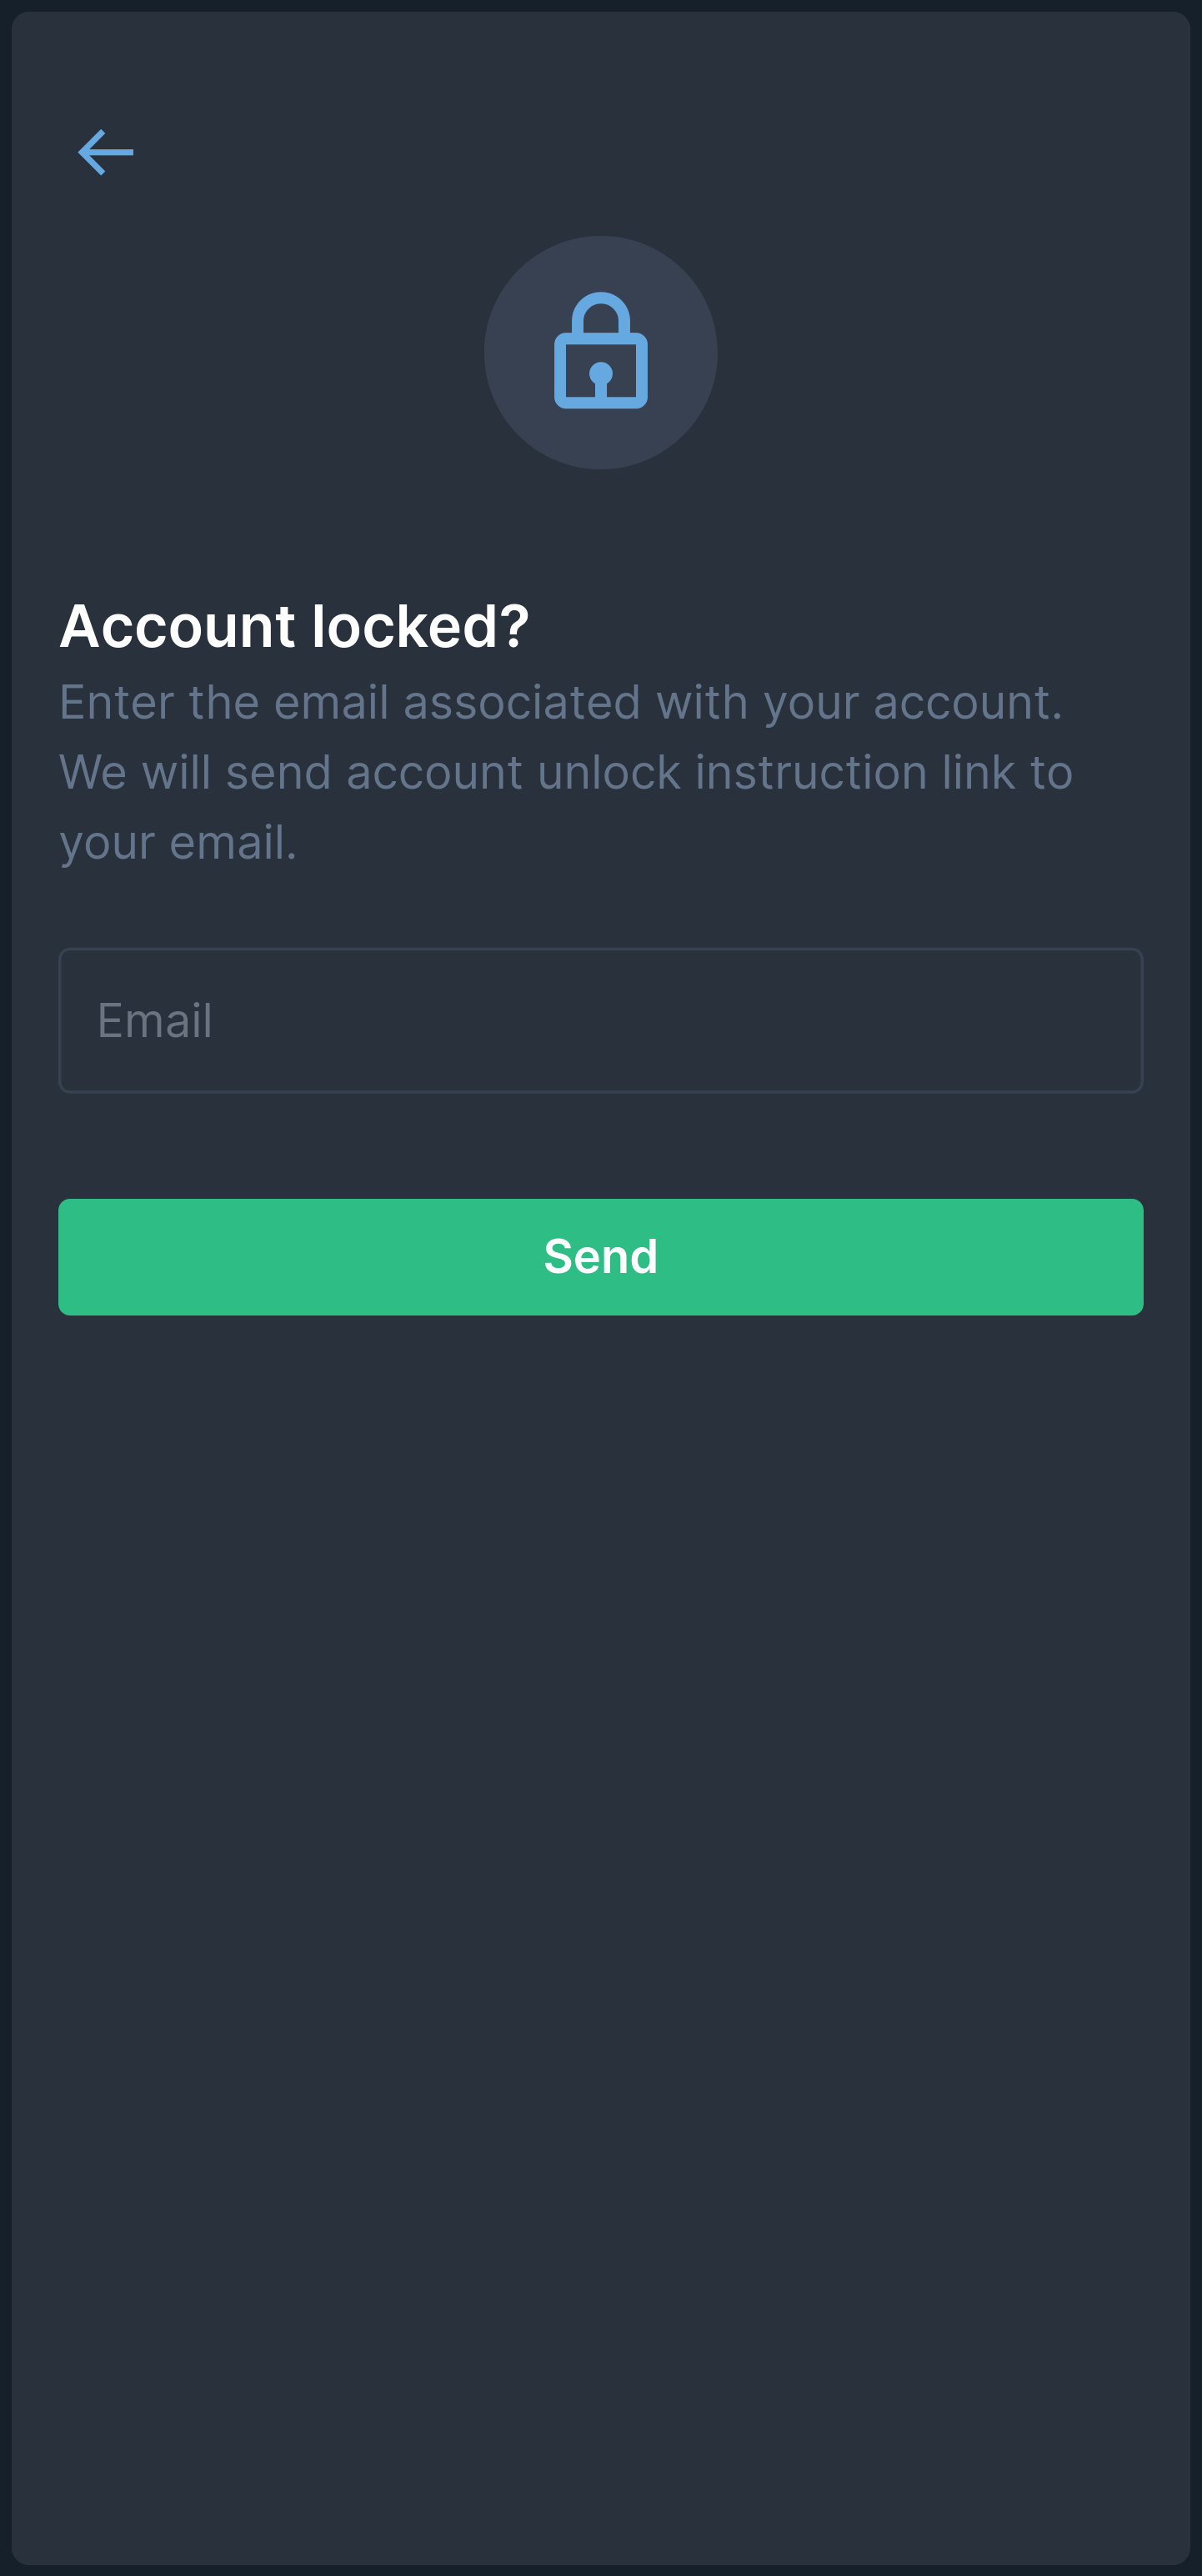 Account locked?
Enter the email associated with your account.
We will send account unlock instruction link to
your email.
Email
Send